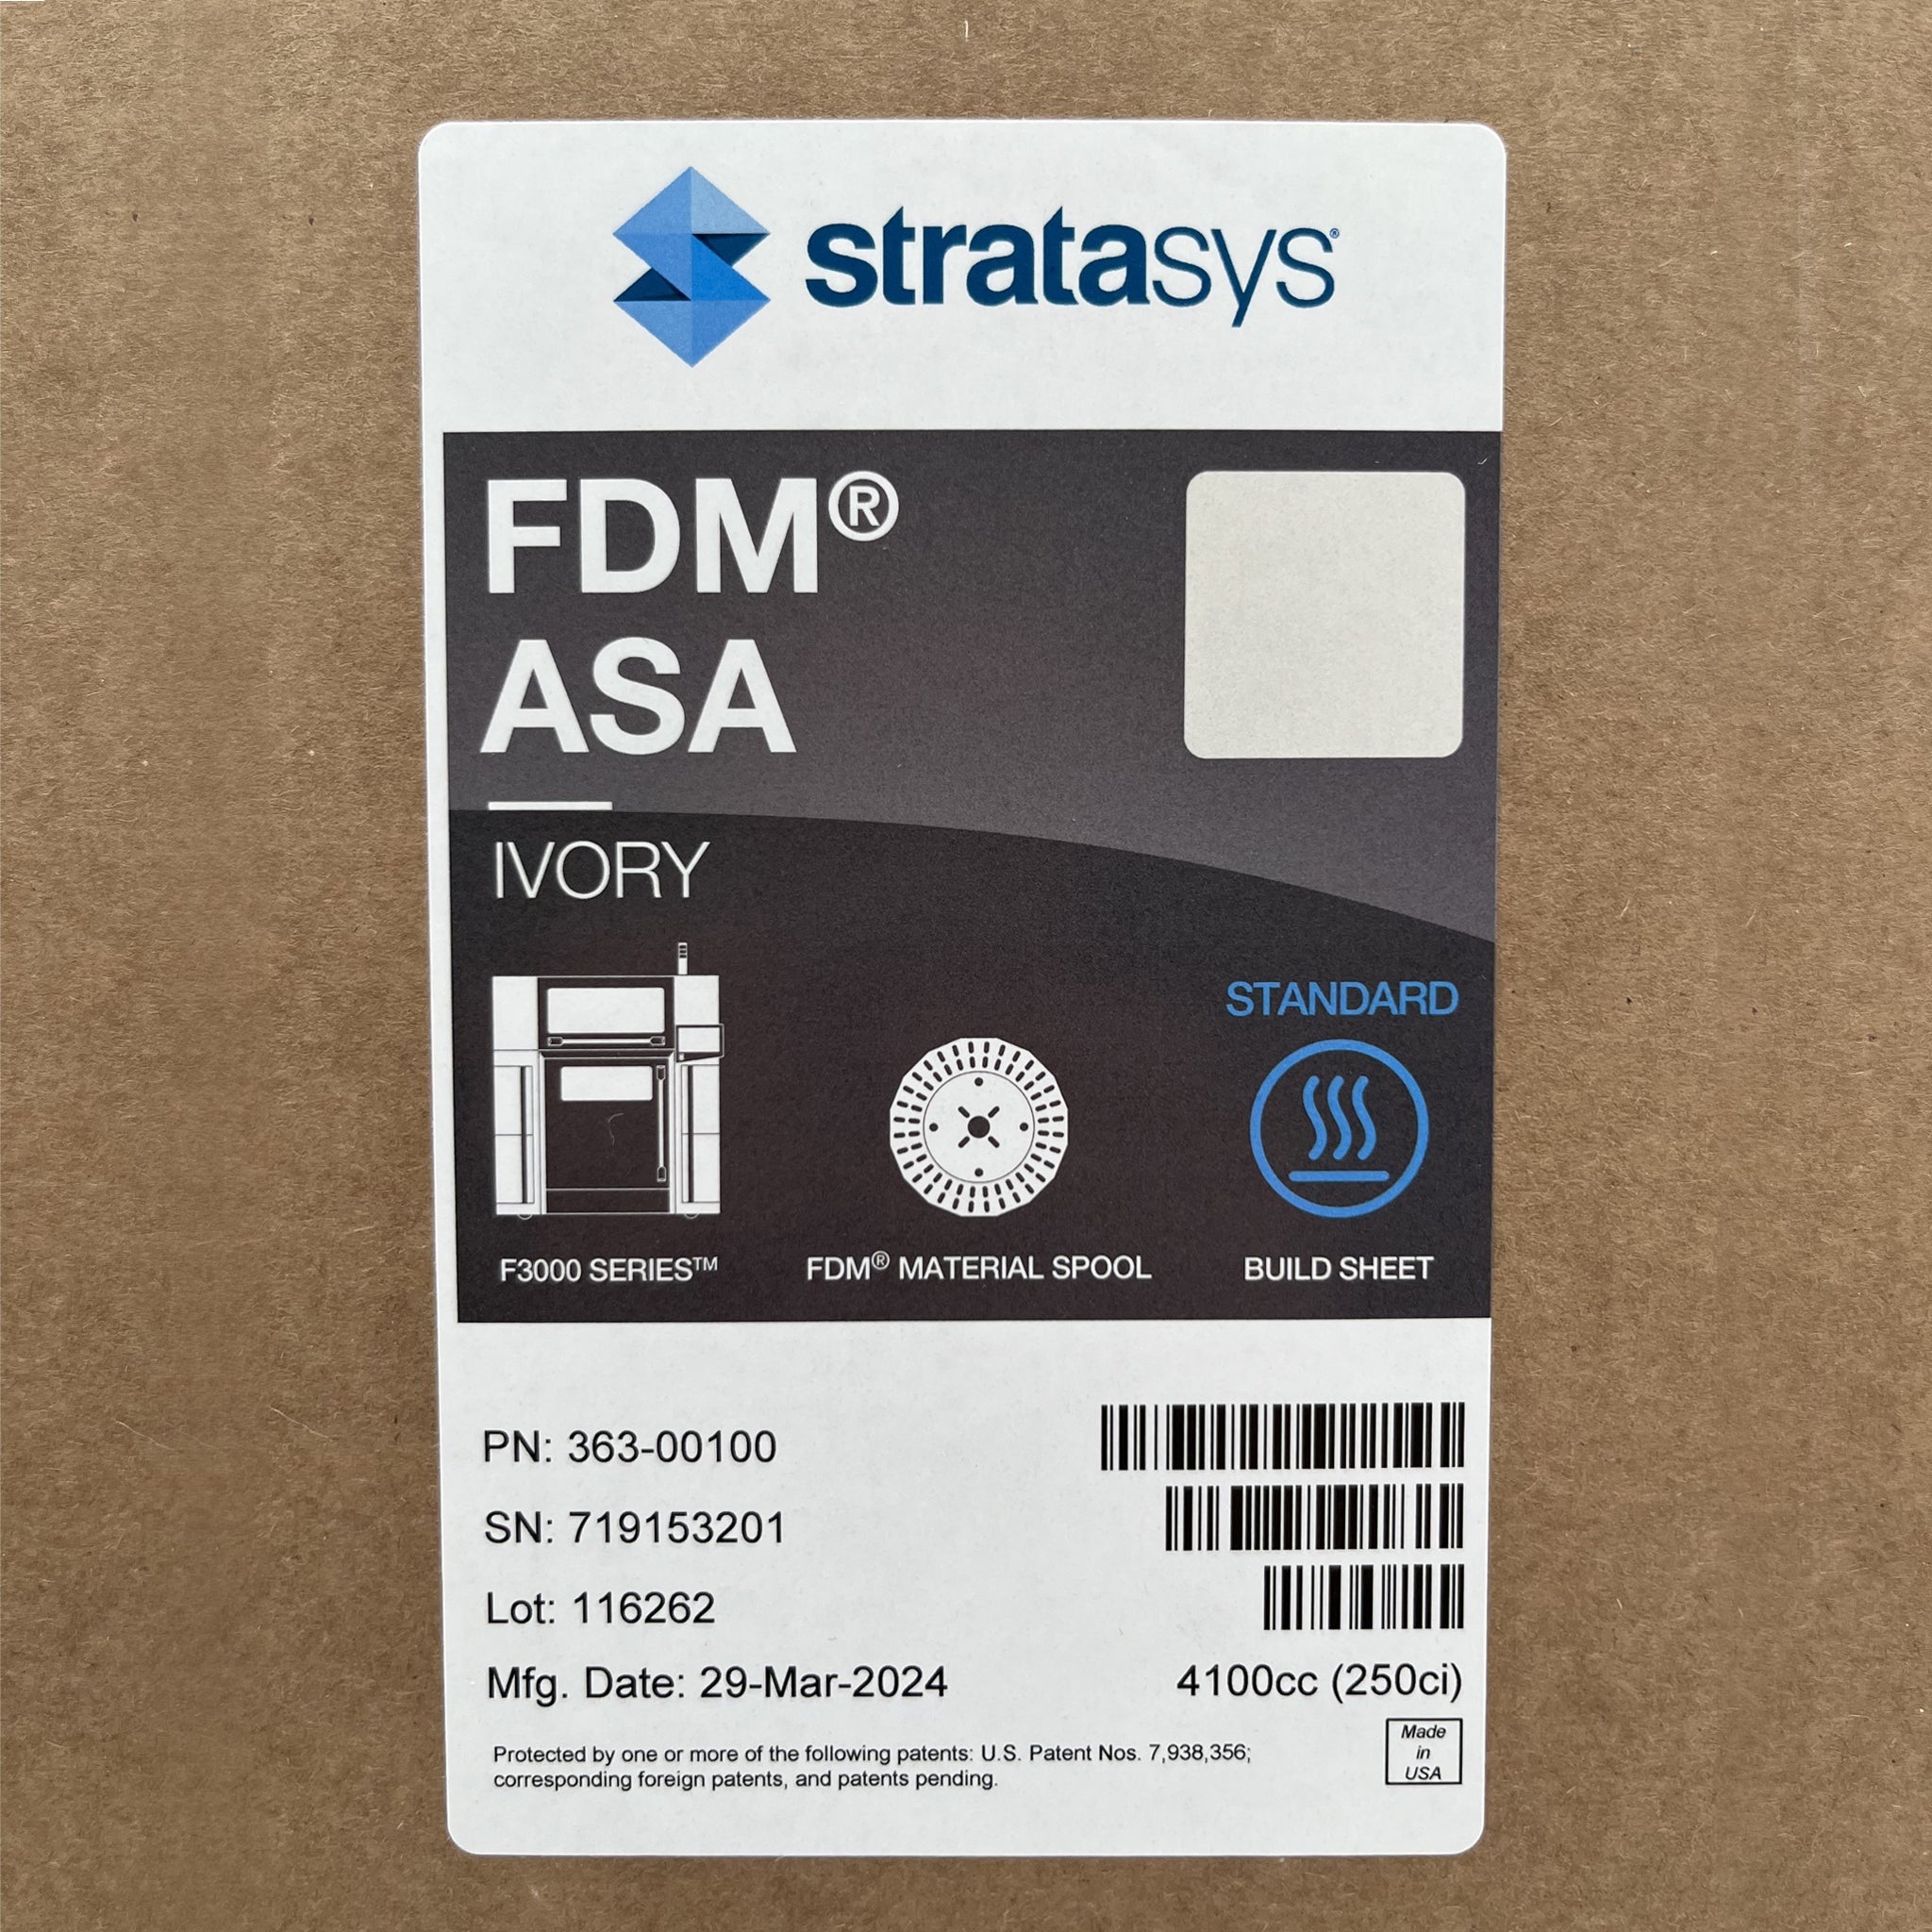 stratasys®
FDM®
ASA
IVORY
STANDARD
F3000 SERIES™
FDM® MATERIAL SPOOL
BUILD SHEET
PN: 363-00100
SN: 719153201
Lot: 116262
Mfg. Date: 29-Mar-2024
4100cc (250ci)
Protected by one or more of the following patents: U.S. Patent Nos. 7,938,356;
corresponding foreign patents, and patents pending.
Made
in
USA